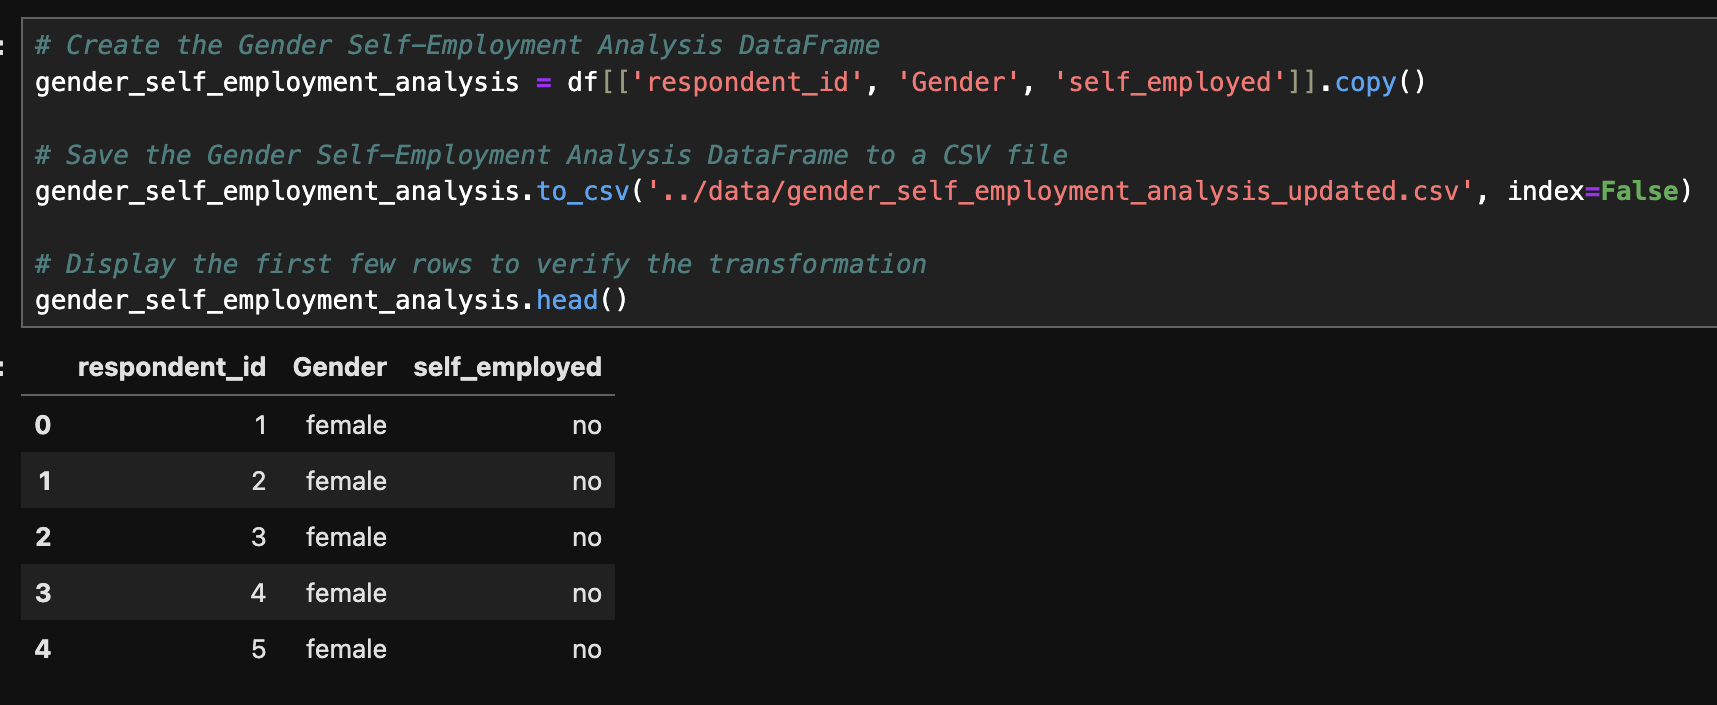 # Create the Gender Self-Employment Analysis DataFrame
gender_self_employment_analysis = df[['respondent_id', 'Gender', 'self_employed']].copy()
# Save the Gender Self-Employment Analysis DataFrame to a CSV file
gender_self_employment_analysis.to_csv('../data/gender_self_employment_analysis_updated.csv', index=False)
# Display the first few rows to verify the transformation
gender_self_employment_analysis.head()
respondent_id Gender self_employed
0 1 female no
1 2 female no
2 3 female no
3 4 female no
4 5 female no